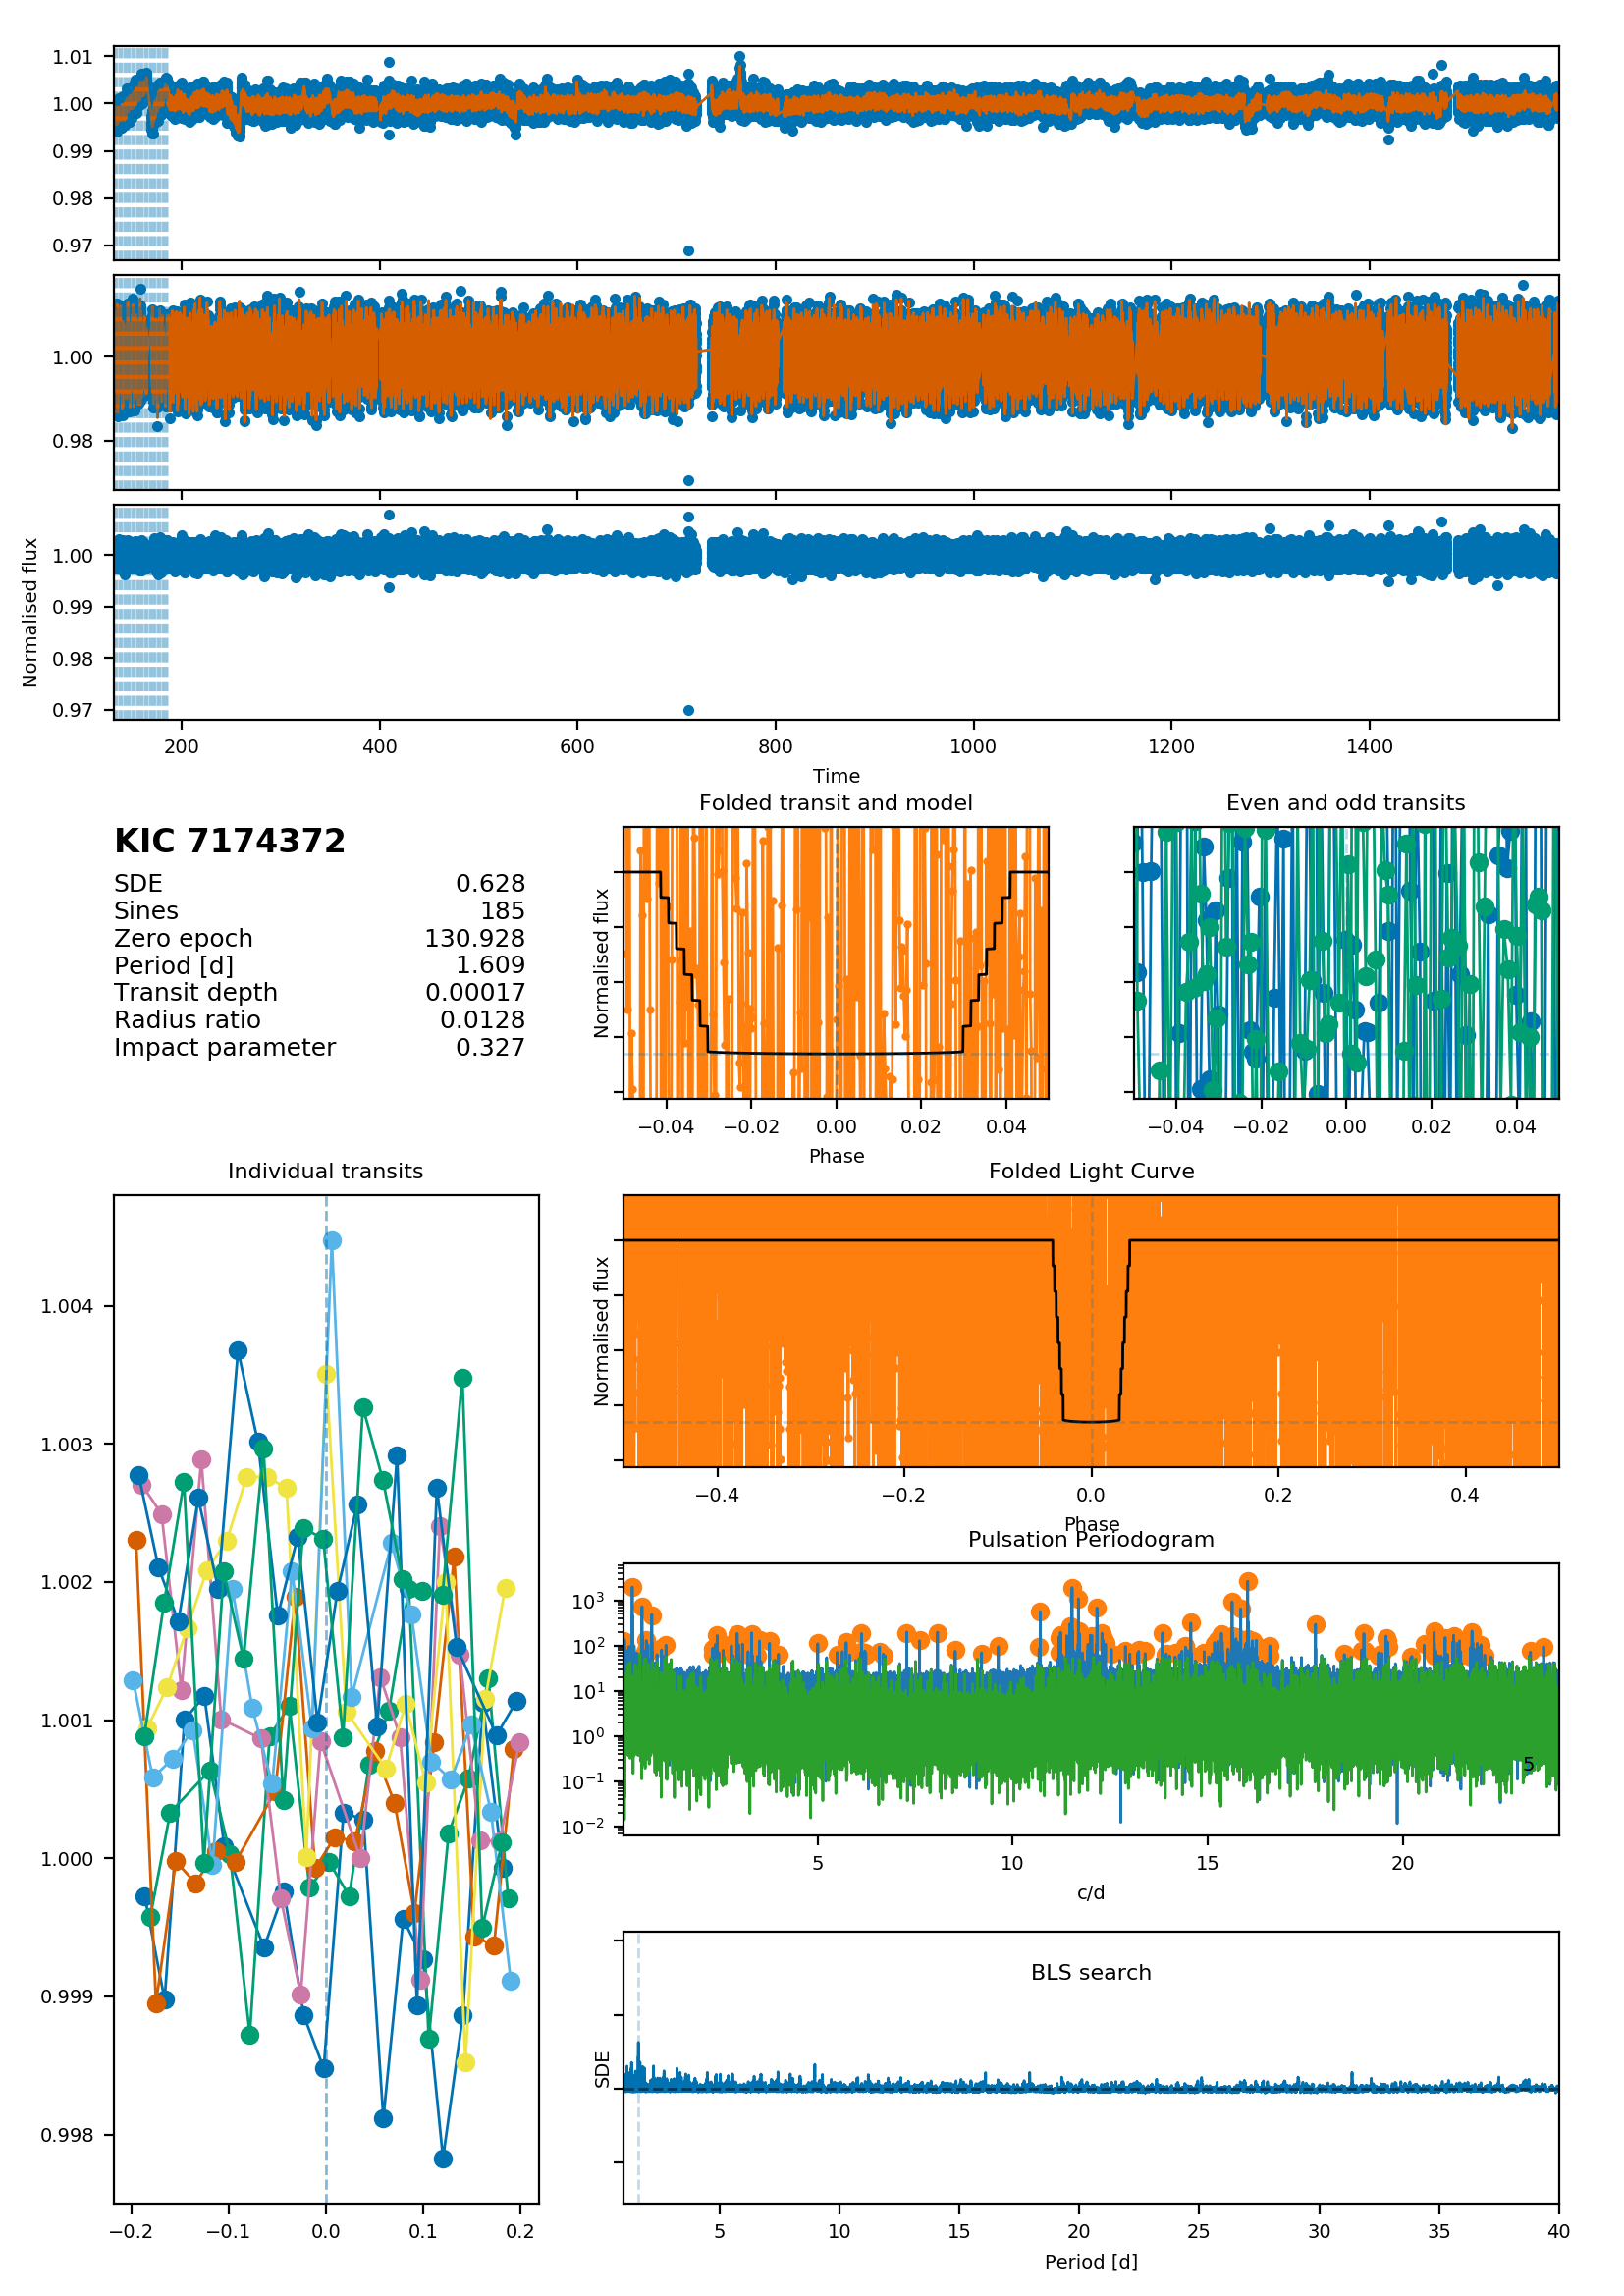 1.01
1.00
0.99
0.98
0.97
1.00
0.98
1.00
0.99
0.98
0.97
Normalised flux
200 400 600 800 1000 1200 1400
Time
KIC 7174372
SDE 0.628
Sines 185
Zero epoch 130.928
Period [d] 1.609
Transit depth 0.00017
Radius ratio 0.0128
Impact parameter 0.327
Folded transit and model
Normalised flux
−0.04 −0.02 0.00 0.02 0.04
Phase
Even and odd transits
−0.04 −0.02 0.00 0.02 0.04
Individual transits
1.004
1.003
1.002
1.001
1.000
0.999
0.998
−0.2 −0.1 0.0 0.1 0.2
Folded Light Curve
Normalised flux
−0.4 −0.2 0.0 0.2 0.4
Phase
Pulsation Periodogram
10³
10²
10¹
10⁰
10⁻¹
10⁻²
5
5 10 15 20
c/d
BLS search
SDE
5 10 15 20 25 30 35 40
Period [d]